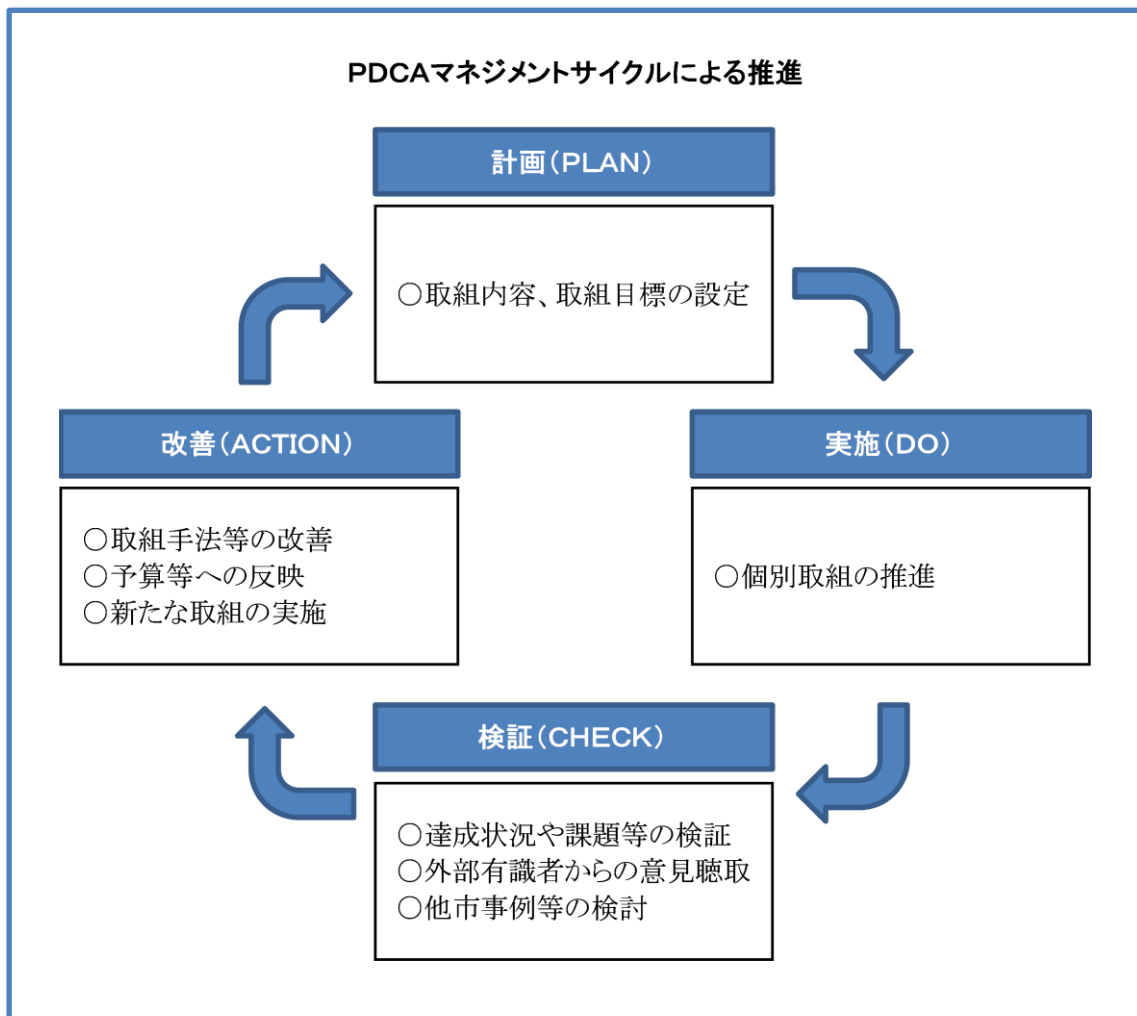 PDCAマネジメントサイクルによる推進
計画(PLAN)
○取組内容、取組目標の設定
改善(ACTION)
○取組手法等の改善
○予算等への反映
○新たな取組の実施
実施(DO)
○個別取組の推進
検証(CHECK)
○達成状況や課題等の検証
○外部有識者からの意見聴取
○他市事例等の検討